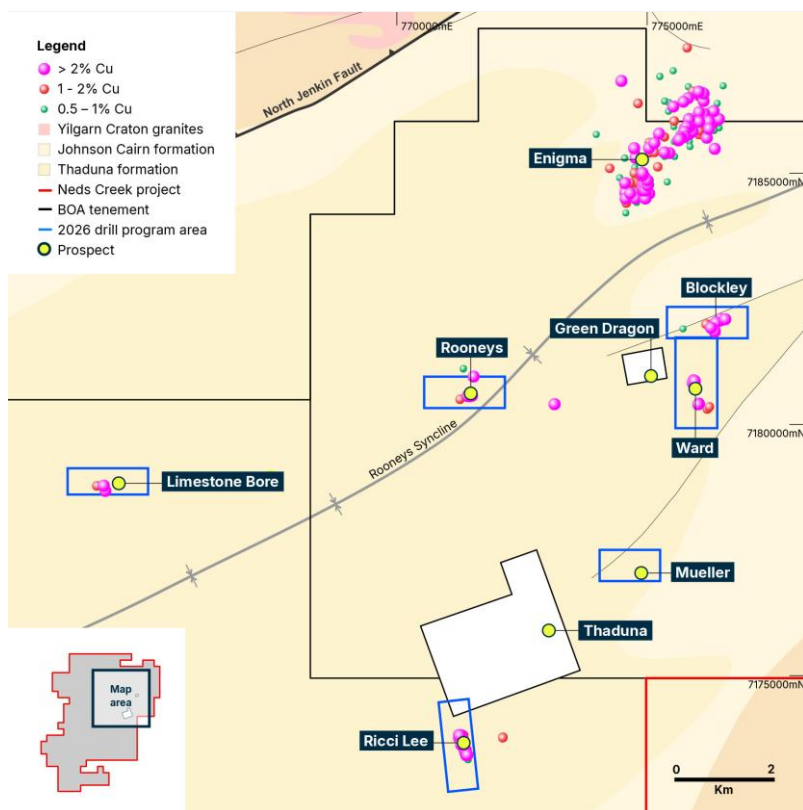 770000mE
775000mE
Legend
> 2% Cu
1 - 2% Cu
0.5 – 1% Cu
Yilgarn Craton granites
Johnson Cairn formation
Thaduna formation
Neds Creek project
BOA tenement
2026 drill program area
Prospect
North Jenkin Fault
Enigma
7185000mN
Blockley
Green Dragon
Rooneys
7180000mN
Ward
Rooneys Syncline
Limestone Bore
Mueller
Thaduna
Map
area
7175000mN
Ricci Lee
0 2
Km